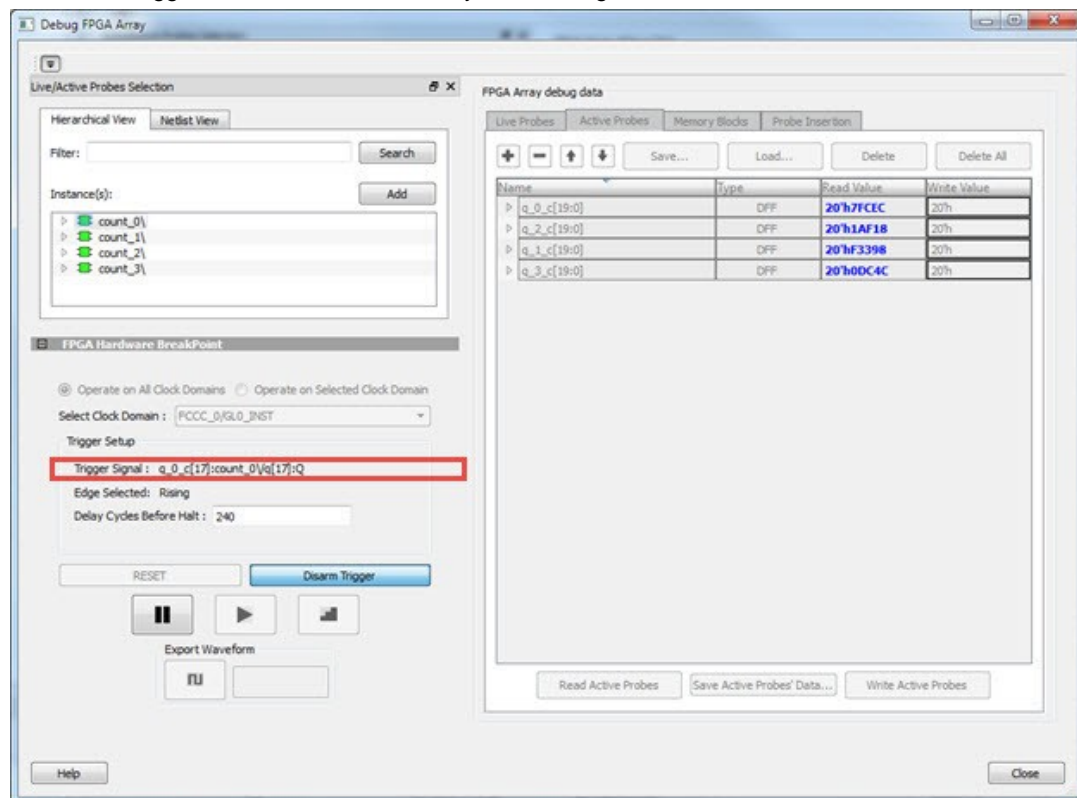 Debug FPGA Array
Live/Active Probes Selection
Hierarchical View Netlist View
Filter: Search
Instance(s): Add
count_0\
count_1\
count_2\
count_3\
FPGA Hardware BreakPoint
Operate on All Clock Domains Operate on Selected Clock Domain
Select Clock Domain : FCCC_0/GL0_INST
Trigger Setup
Trigger Signal : q_0_c[17]:count_0\/q[17]:Q
Edge Selected: Rising
Delay Cycles Before Halt : 240
RESET Disarm Trigger
Export Waveform
FPGA Array debug data
Live Probes Active Probes Memory Blocks Probe Insertion
Save... Load... Delete Delete All
Name Type Read Value Write Value
q_0_c[19:0] DFF 20'h7FCEC 20'h
q_2_c[19:0] DFF 20'h1AF18 20'h
q_1_c[19:0] DFF 20'hF3398 20'h
q_3_c[19:0] DFF 20'h0DC4C 20'h
Read Active Probes Save Active Probes' Data... Write Active Probes
Help Close